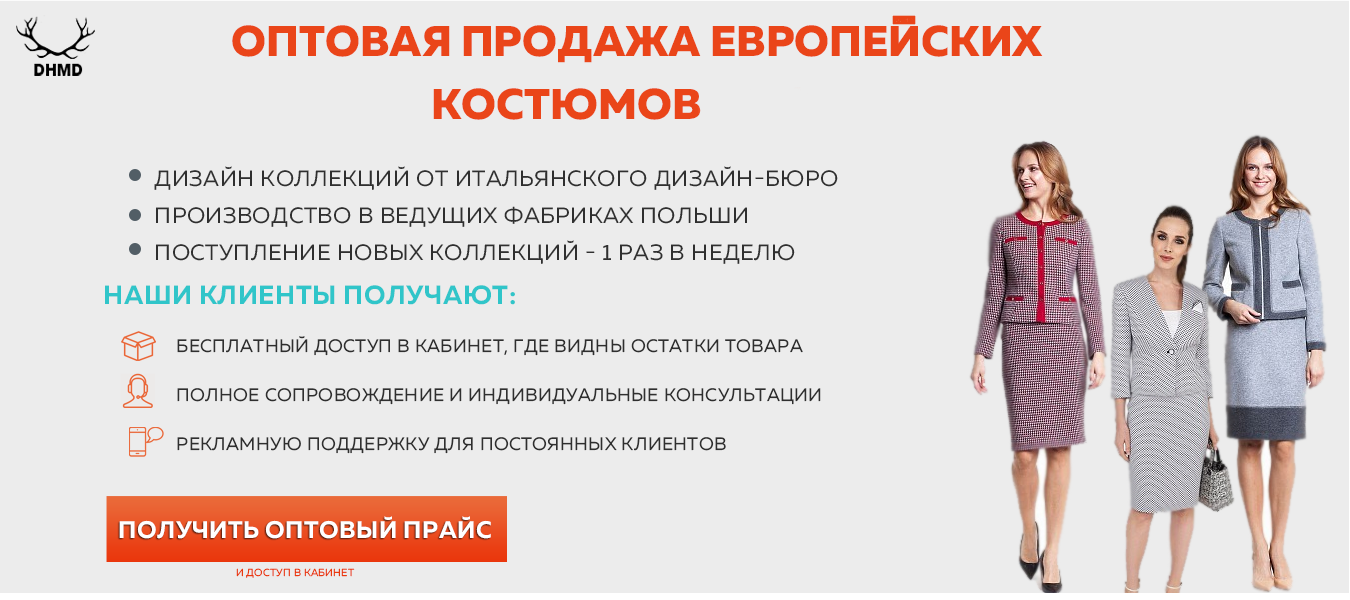 DHMD
ОПТОВАЯ ПРОДАЖА ЕВРОПЕЙСКИХ
КОСТЮМОВ
ДИЗАЙН КОЛЛЕКЦИЙ ОТ ИТАЛЬЯНСКОГО ДИЗАЙН-БЮРО
ПРОИЗВОДСТВО В ВЕДУЩИХ ФАБРИКАХ ПОЛЬШИ
ПОСТУПЛЕНИЕ НОВЫХ КОЛЛЕКЦИЙ - 1 РАЗ В НЕДЕЛЮ
НАШИ КЛИЕНТЫ ПОЛУЧАЮТ:
БЕСПЛАТНЫЙ ДОСТУП В КАБИНЕТ, ГДЕ ВИДНЫ ОСТАТКИ ТОВАРА
ПОЛНОЕ СОПРОВОЖДЕНИЕ И ИНДИВИДУАЛЬНЫЕ КОНСУЛЬТАЦИИ
РЕКЛАМНУЮ ПОДДЕРЖКУ ДЛЯ ПОСТОЯННЫХ КЛИЕНТОВ
ПОЛУЧИТЬ ОПТОВЫЙ ПРАЙС
И ДОСТУП В КАБИНЕТ